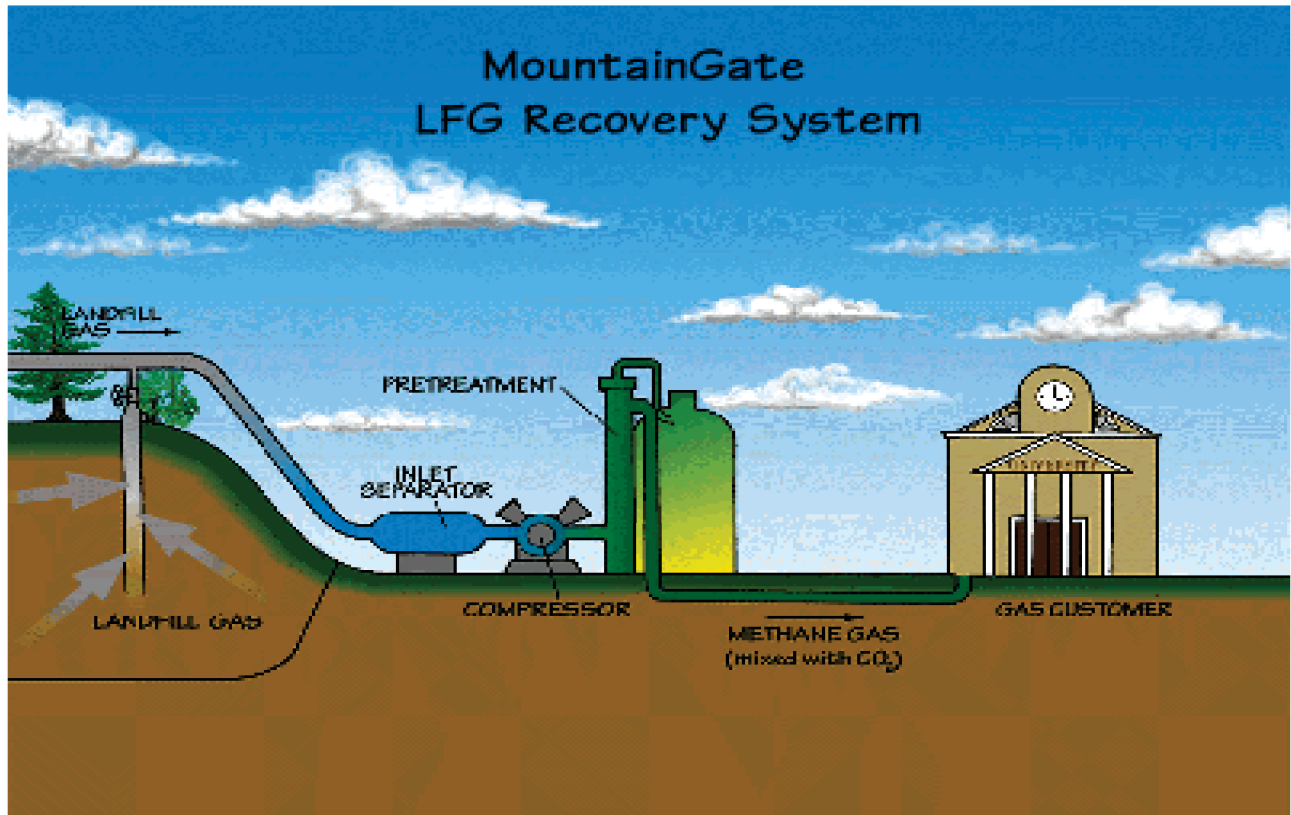 MountainGate
LFG Recovery System
LANDFILL
GAS
PRETREATMENT
INLET
SEPARATOR
UNIVERSITY
LANDFILL GAS
COMPRESSOR
METHANE GAS
(mixed with CO₂)
GAS CUSTOMER